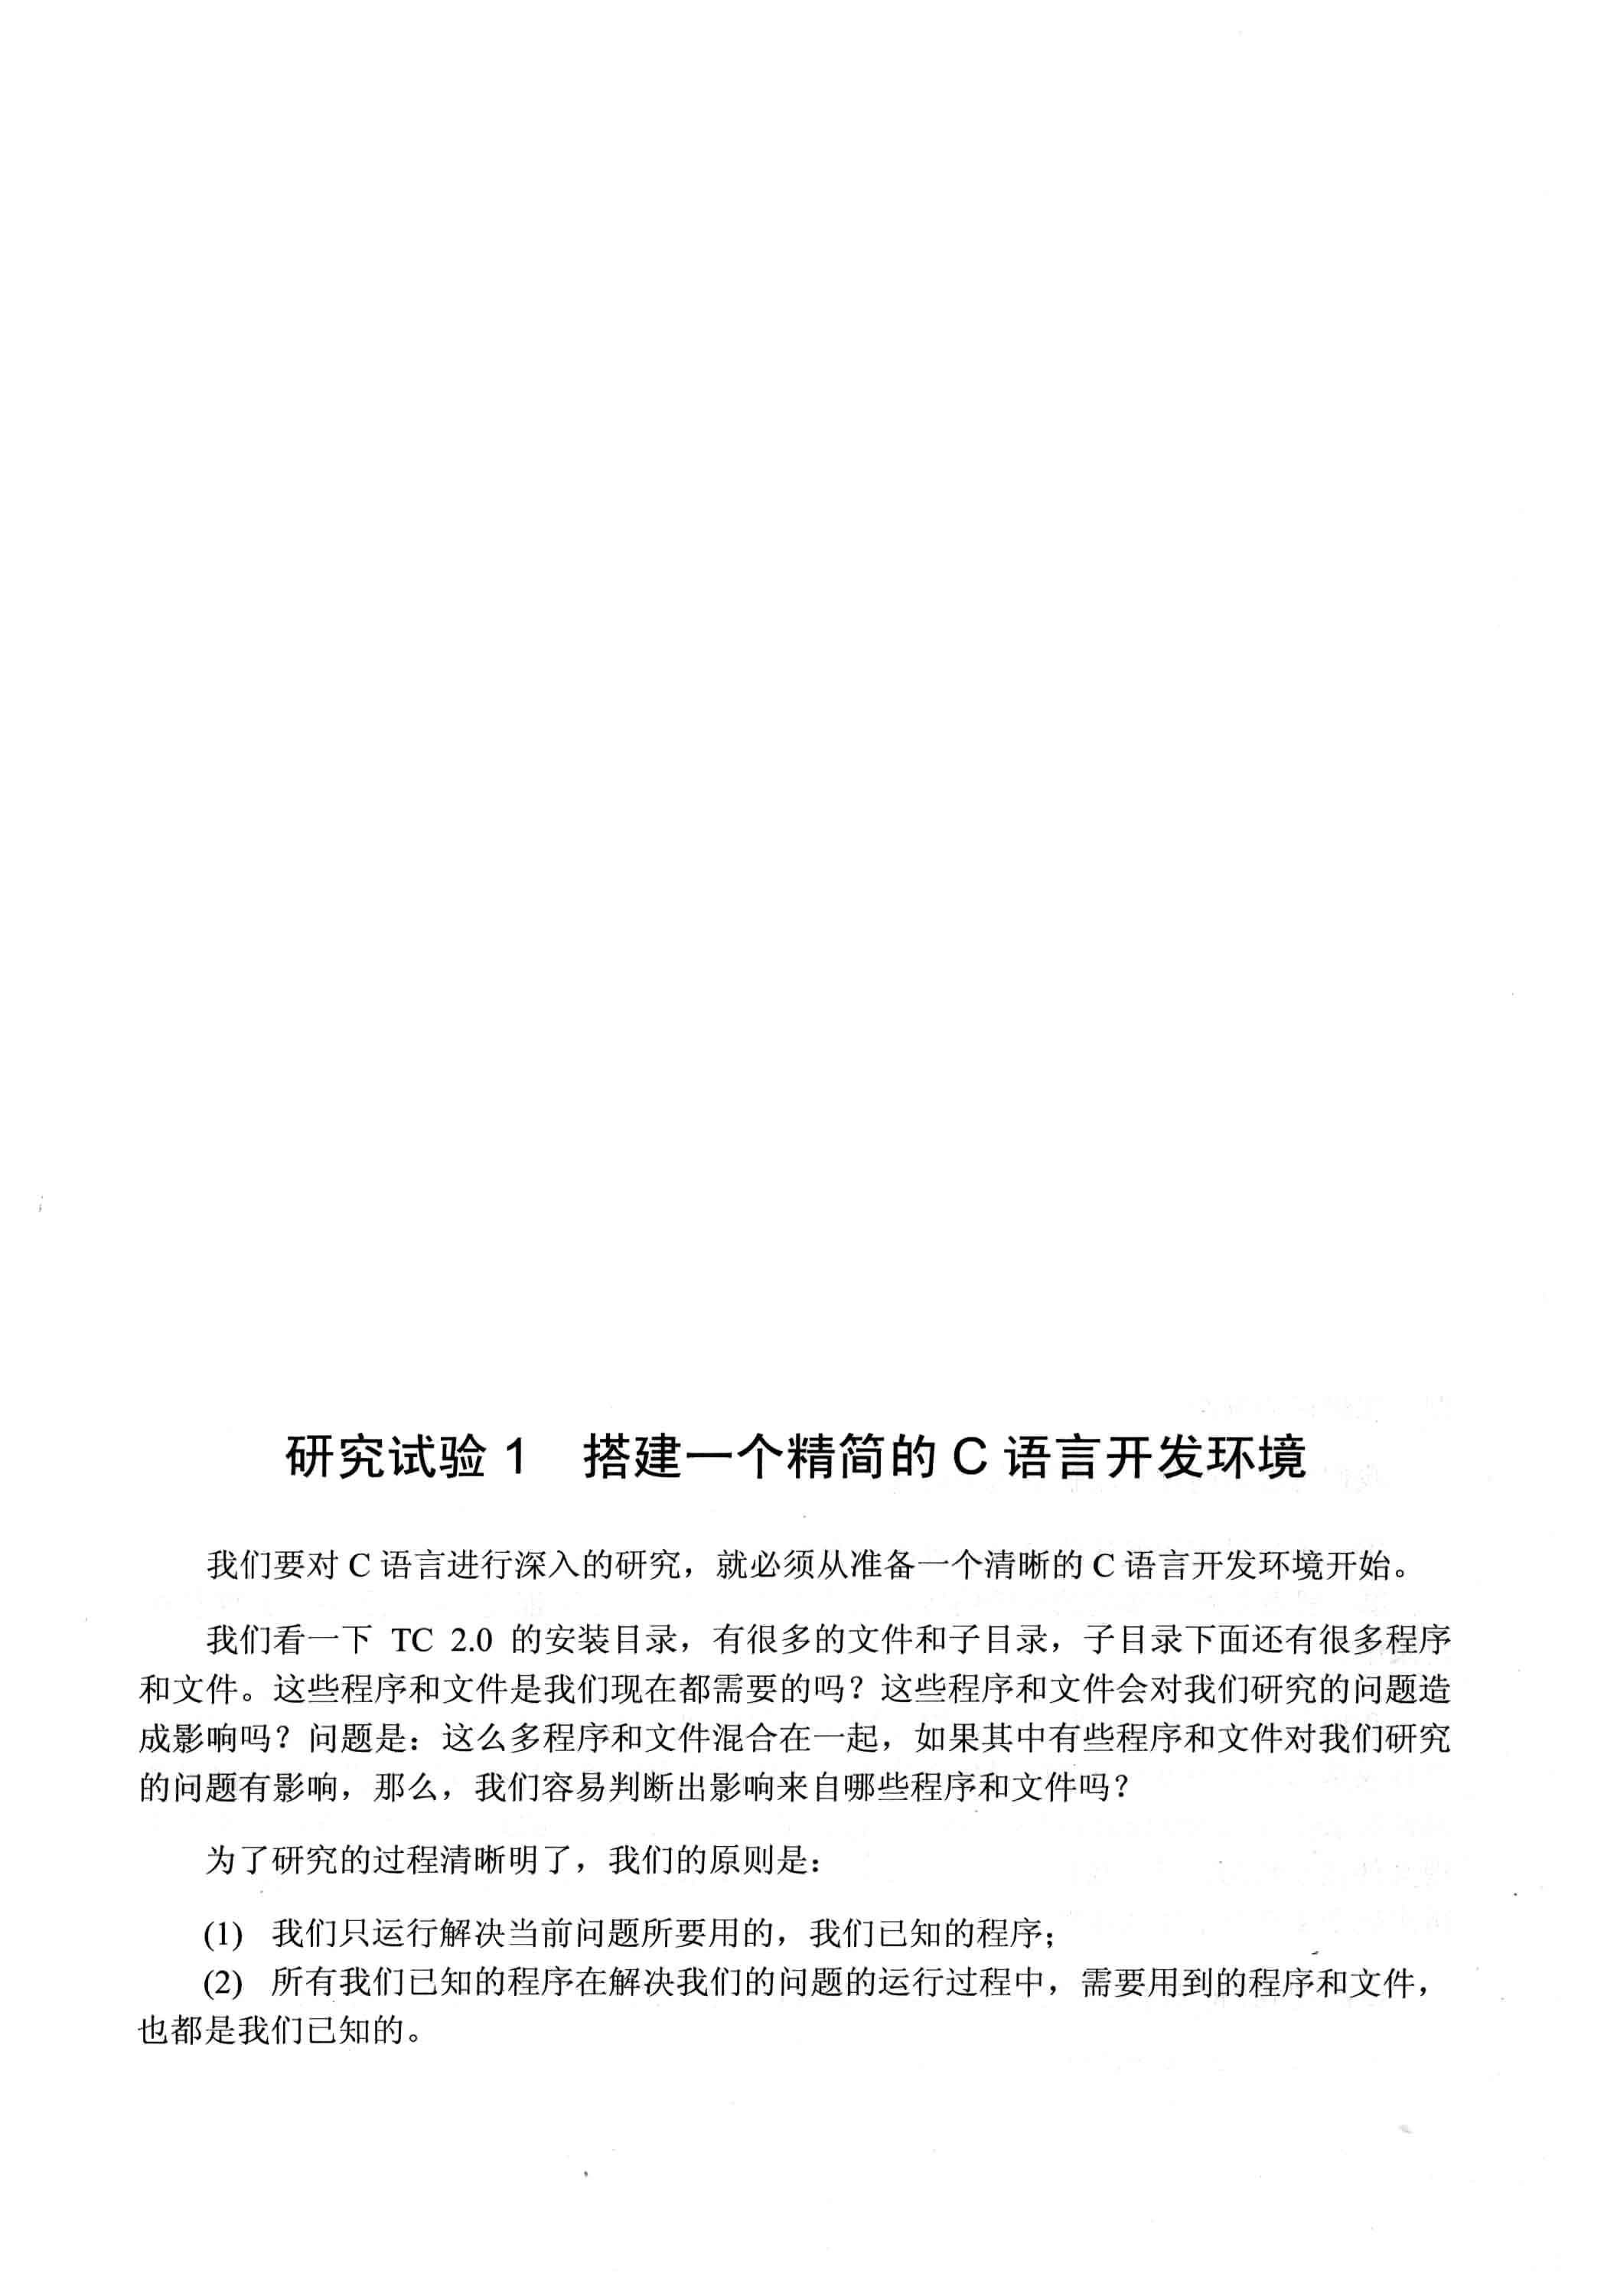 研究试验 1 搭建一个精简的 C 语言开发环境
我们要对 C 语言进行深入的研究，就必须从准备一个清晰的 C 语言开发环境开始。
我们看一下 TC 2.0 的安装目录，有很多的文件和子目录，子目录下面还有很多程序
和文件。这些程序和文件是我们现在都需要的吗？这些程序和文件会对我们研究的问题造
成影响吗？问题是：这么多程序和文件混合在一起，如果其中有些程序和文件对我们研究
的问题有影响，那么，我们容易判断出影响来自哪些程序和文件吗？
为了研究的过程清晰明了，我们的原则是：
(1) 我们只运行解决当前问题所要用的，我们已知的程序；
(2) 所有我们已知的程序在解决我们的问题的运行过程中，需要用到的程序和文件，
也都是我们已知的。